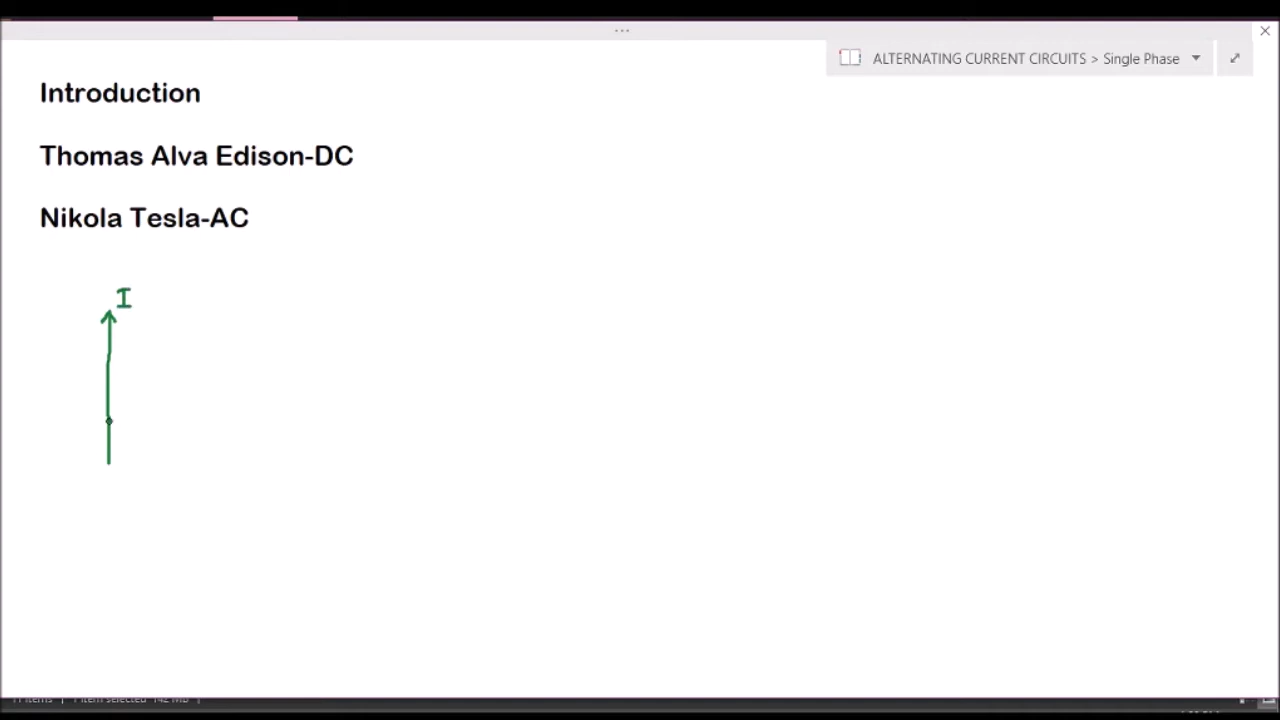 ALTERNATING CURRENT CIRCUITS > Single Phase
Introduction
Thomas Alva Edison-DC
Nikola Tesla-AC
I